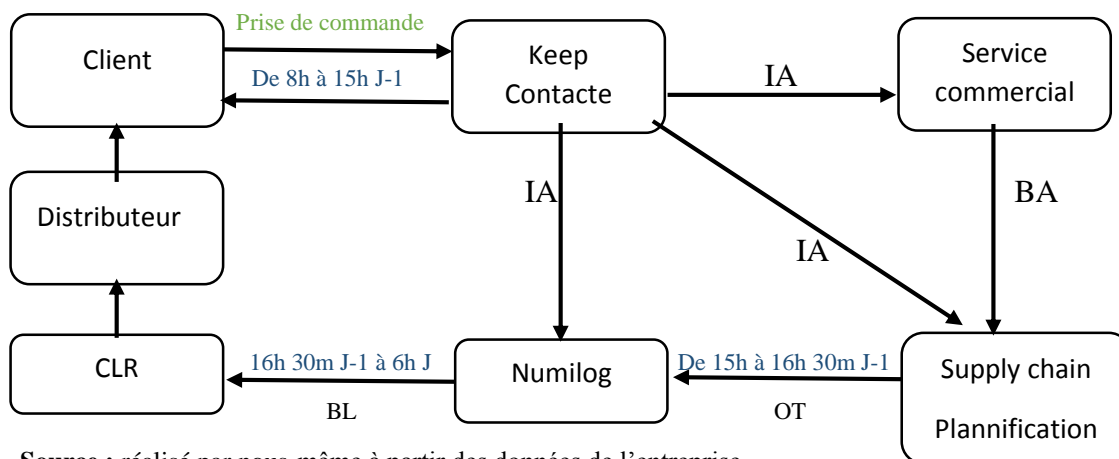 Prise de commande
Client
Keep
Contacte
Service
commercial
De 8h à 15h J-1
IA
IA
BA
Distributeur
IA
CLR
16h 30m J-1 à 6h J
Numilog
De 15h à 16h 30m J-1
Supply chain
BL
OT
Plannification
Source : réalisé par nous-même à partir des données de l'entreprise